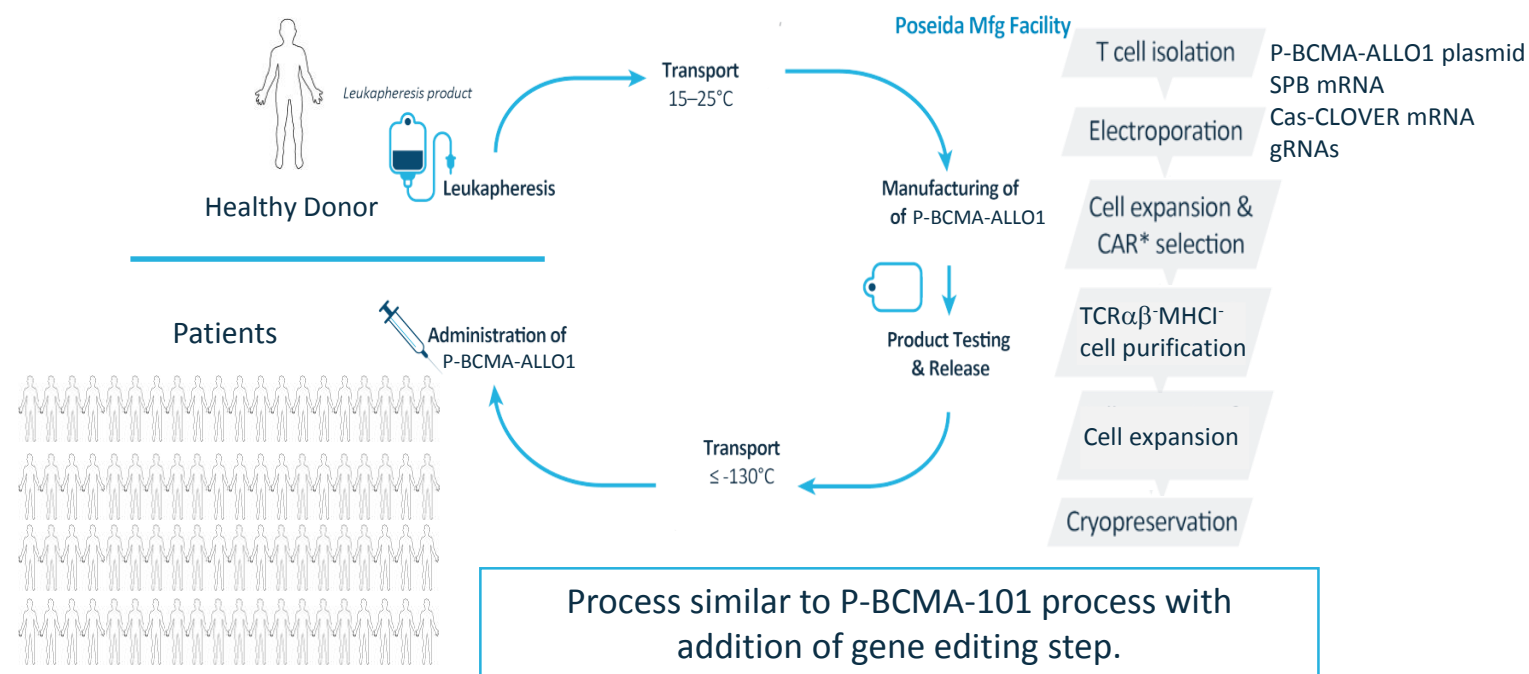 Poseida Mfg Facility
Leukapheresis product
Leukapheresis
Healthy Donor
Transport
15–25°C
Manufacturing of
of P-BCMA-ALLO1
Product Testing
& Release
Transport
≤ -130°C
Administration of
P-BCMA-ALLO1
Patients
T cell isolation
Electroporation
P-BCMA-ALLO1 plasmid
SPB mRNA
Cas-CLOVER mRNA
gRNAs
Cell expansion &
CAR⁺ selection
TCRαβ⁻MHCI⁻
cell purification
Cell expansion
Cryopreservation
Process similar to P-BCMA-101 process with
addition of gene editing step.